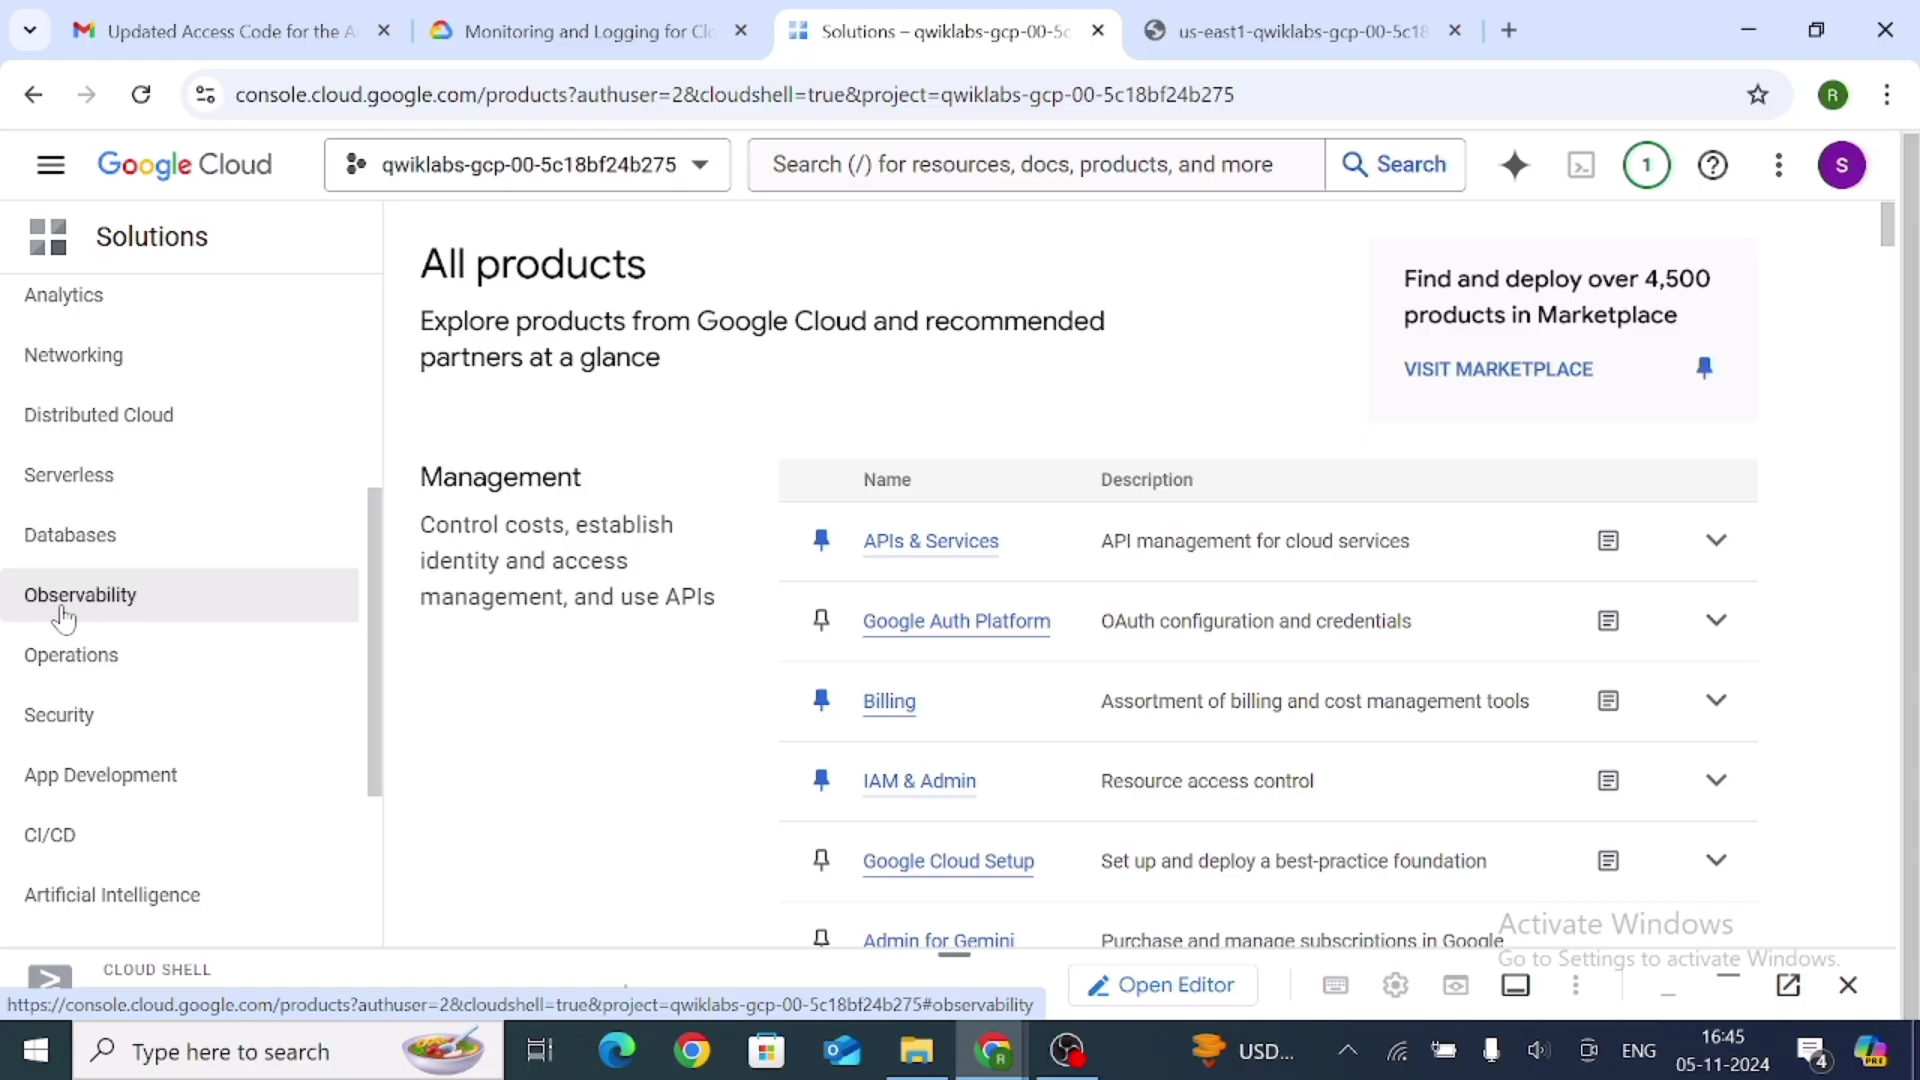 Updated Access Code for the A
Monitoring and Logging for Clo
Solutions – qwiklabs-gcp-00-5c
us-east1-qwiklabs-gcp-00-5c18
console.cloud.google.com/products?authuser=2&cloudshell=true&project=qwiklabs-gcp-00-5c18bf24b275
R
Google Cloud
qwiklabs-gcp-00-5c18bf24b275
Search (/) for resources, docs, products, and more
Search
1
S
Solutions
Analytics
Networking
Distributed Cloud
Serverless
Databases
Observability
Operations
Security
App Development
CI/CD
Artificial Intelligence
All products
Explore products from Google Cloud and recommended
partners at a glance
Find and deploy over 4,500
products in Marketplace
VISIT MARKETPLACE
Management
Control costs, establish
identity and access
management, and use APIs
Name Description
APIs & Services API management for cloud services
Google Auth Platform OAuth configuration and credentials
Billing Assortment of billing and cost management tools
IAM & Admin Resource access control
Google Cloud Setup Set up and deploy a best-practice foundation
Admin for Gemini Purchase and manage subscriptions in Google
Activate Windows
Go to Settings to activate Windows.
CLOUD SHELL
Open Editor
https://console.cloud.google.com/products?authuser=2&cloudshell=true&project=qwiklabs-gcp-00-5c18bf24b275#observability
Type here to search
R
USD...
ENG
16:45
05-11-2024
4
PRE